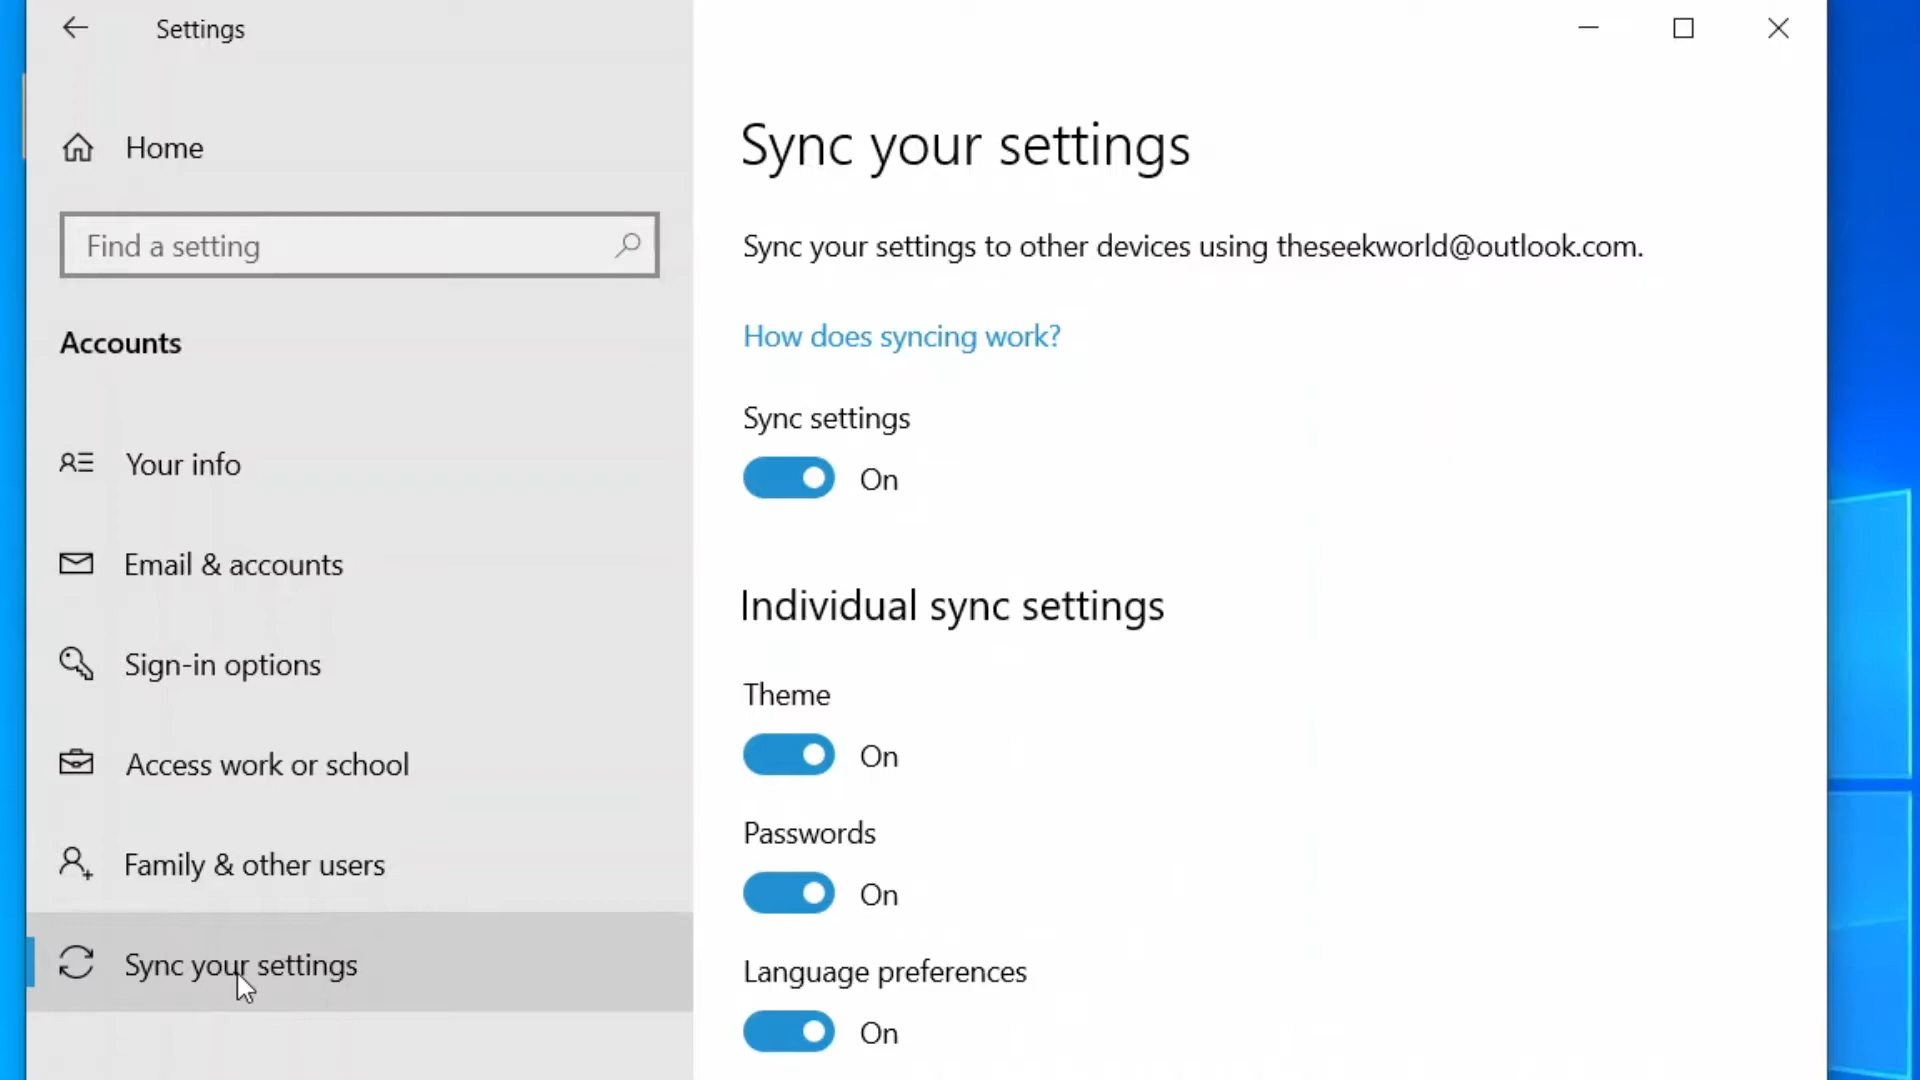 Settings
Home
Find a setting
Accounts
Your info
Email & accounts
Sign-in options
Access work or school
Family & other users
Sync your settings
Sync your settings
Sync your settings to other devices using theseekworld@outlook.com.
How does syncing work?
Sync settings
On
Individual sync settings
Theme
On
Passwords
On
Language preferences
On